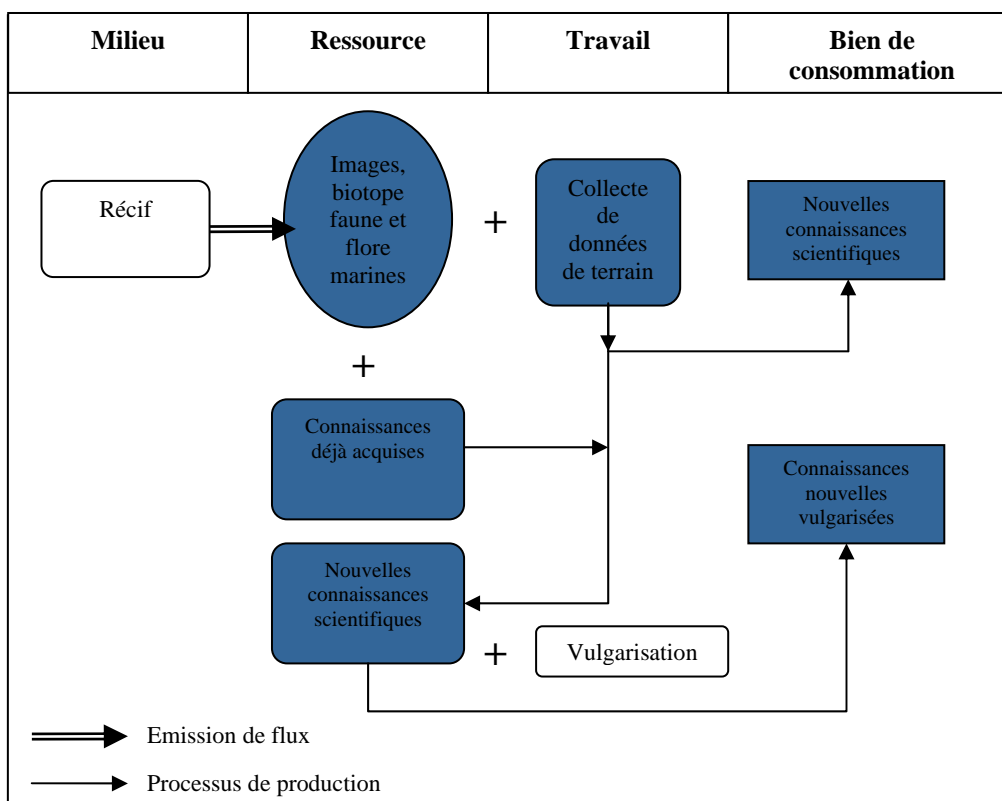 Milieu
Ressource
Travail
Bien de
consommation
Récif
Images,
biotope
faune et
flore
marines
+
Collecte
de
données
de terrain
Nouvelles
connaissances
scientifiques
+
Connaissances
déjà acquises
Connaissances
nouvelles
vulgarisées
Nouvelles
connaissances
scientifiques
+
Vulgarisation
Emission de flux
Processus de production